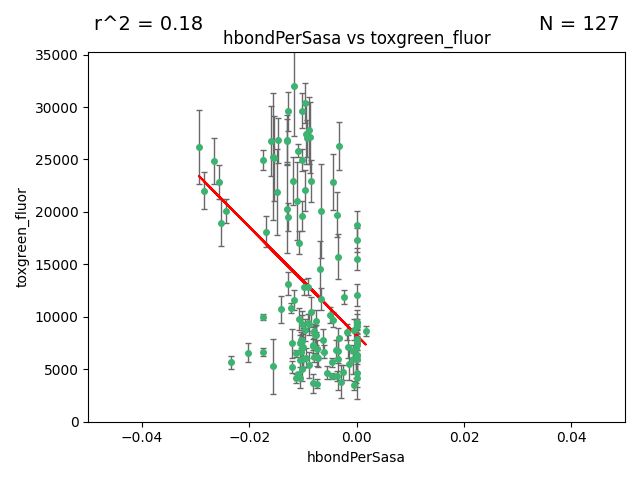 r^2 = 0.18
N = 127
hbondPerSasa vs toxgreen_fluor
35000
30000
25000
20000
15000
10000
5000
0
toxgreen_fluor
−0.04
−0.02
0.00
0.02
0.04
hbondPerSasa